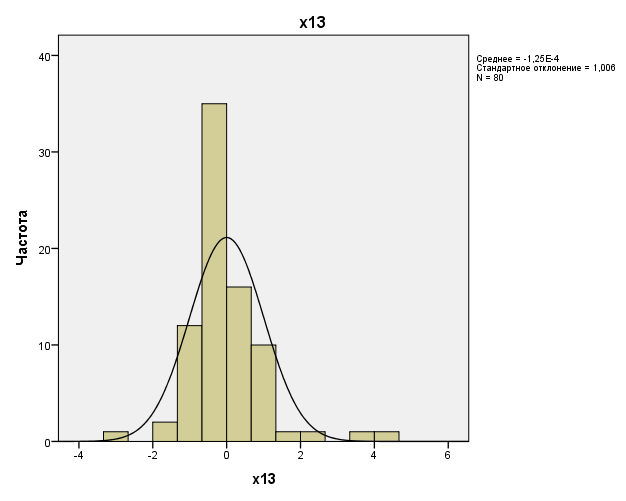 x13
Среднее = -1,25E-4
Стандартное отклонение = 1,006
N = 80
Частота
40
30
20
10
0
-4 -2 0 2 4 6
x13